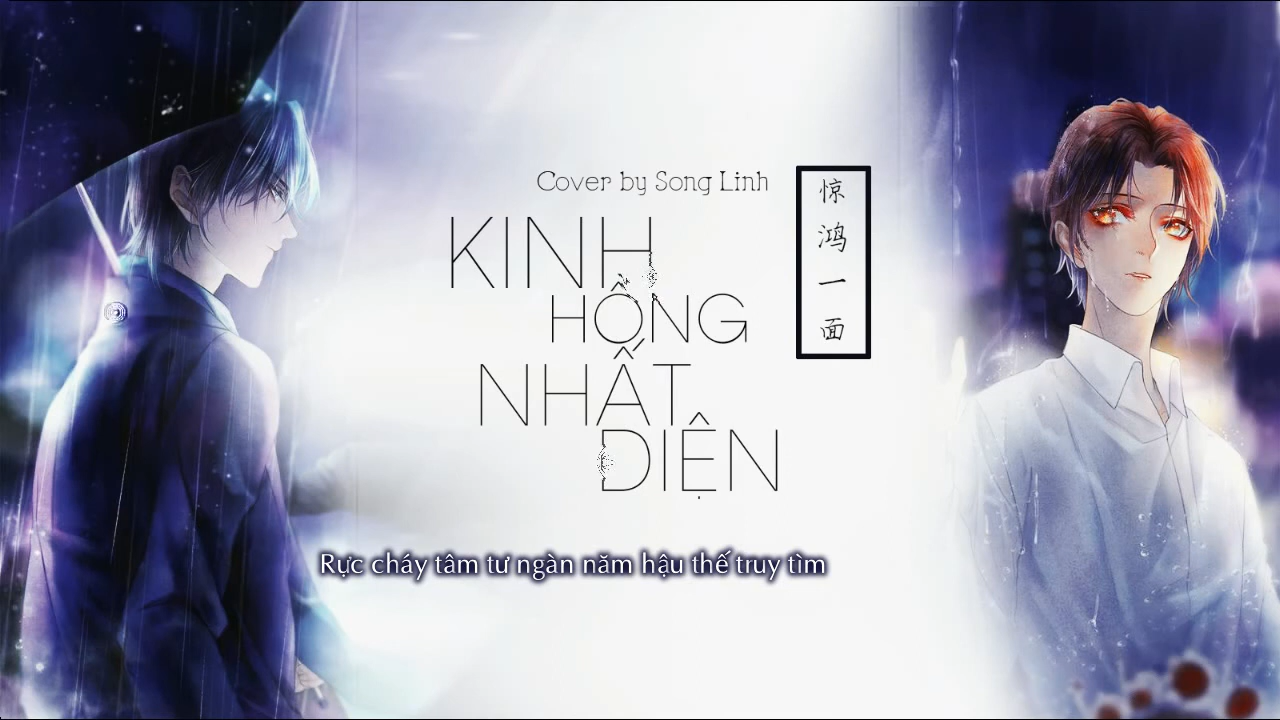 Cover by Song Linh
KINH
HỒNG
NHẤT
DIỆN
惊鸿一面
Rực cháy tâm tư ngàn năm hậu thế truy tìm